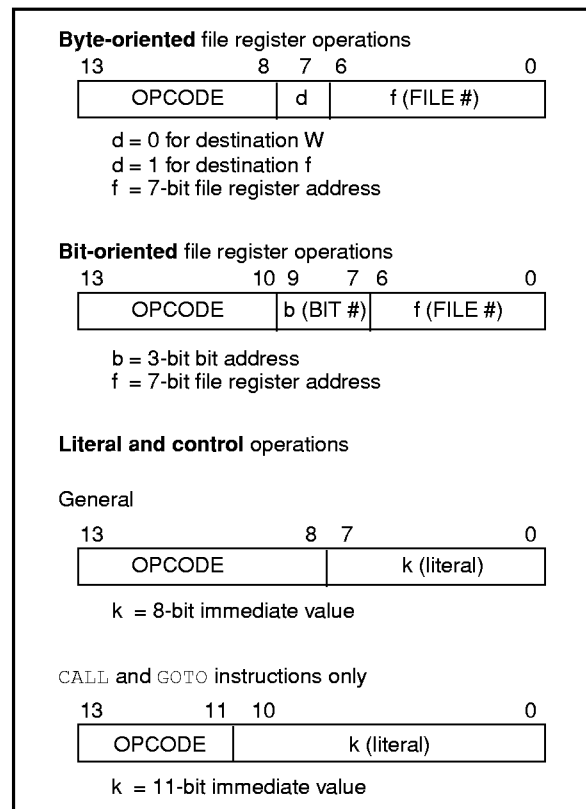 Byte-oriented file register operations
13 8 7 6 0
OPCODE d f (FILE #)
d = 0 for destination W
d = 1 for destination f
f = 7-bit file register address
Bit-oriented file register operations
13 10 9 7 6 0
OPCODE b (BIT #) f (FILE #)
b = 3-bit bit address
f = 7-bit file register address
Literal and control operations
General
13 8 7 0
OPCODE k (literal)
k = 8-bit immediate value
CALL and GOTO instructions only
13 11 10 0
OPCODE k (literal)
k = 11-bit immediate value